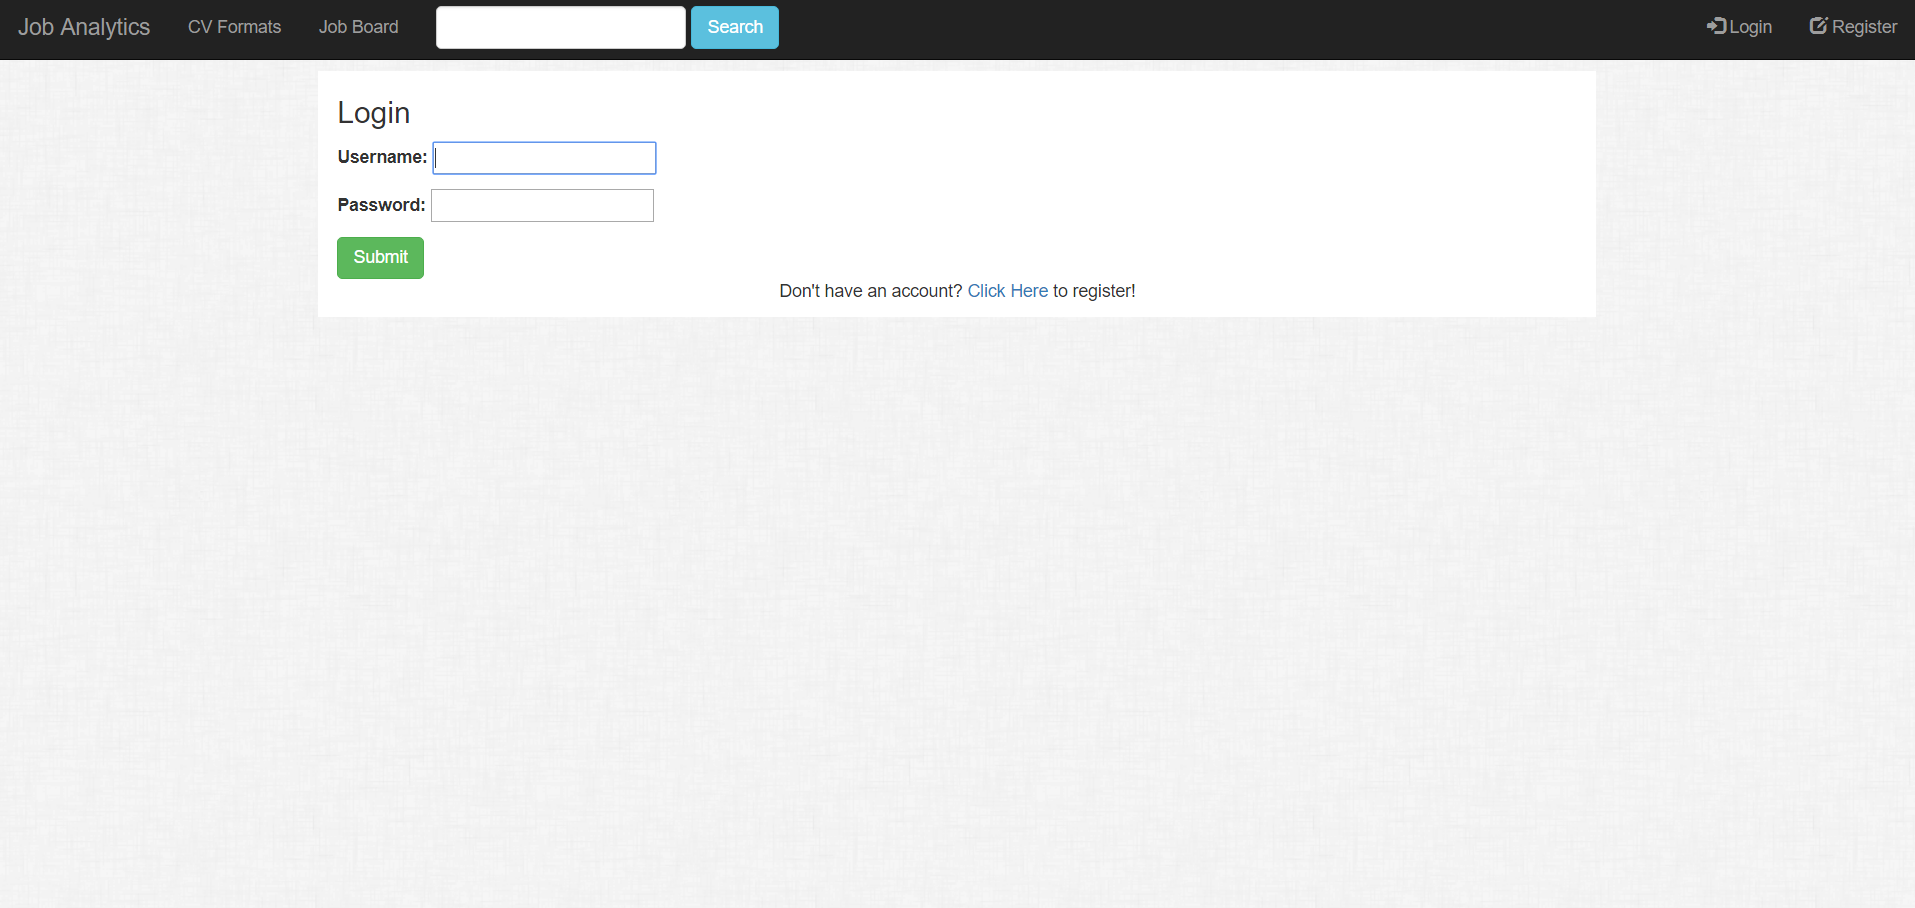 Job Analytics CV Formats Job Board Search Login Register
Login
Username:
Password:
Submit
Don't have an account? Click Here to register!